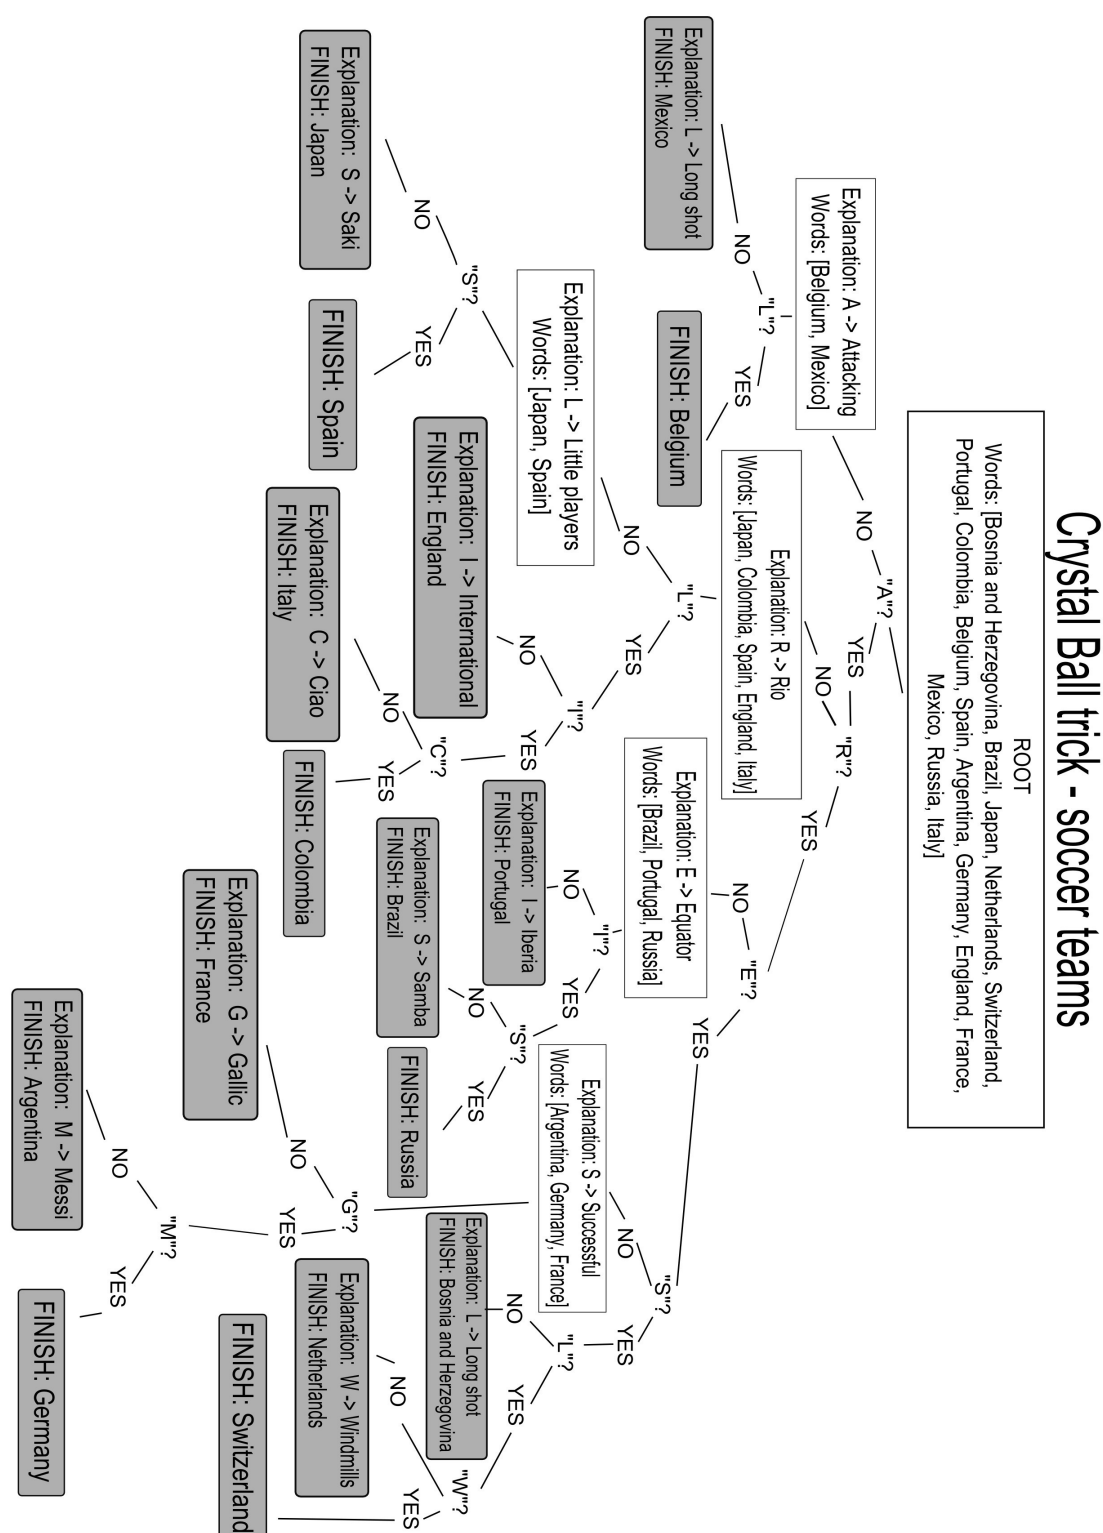 Crystal Ball trick - soccer teams
ROOT
Words: [Bosnia and Herzegovina, Brazil, Japan, Netherlands, Switzerland,
Portugal, Colombia, Belgium, Spain, Argentina, Germany, England, France,
Mexico, Russia, Italy]
"A"?
NO
YES
Explanation: A -> Attacking
Words: [Belgium, Mexico]
"L"?
NO
YES
Explanation: L -> Long shot
FINISH: Mexico
FINISH: Belgium
"R"?
NO
YES
Explanation: R -> Rio
Words: [Japan, Colombia, Spain, England, Italy]
"L"?
NO
YES
Explanation: L -> Little players
Words: [Japan, Spain]
"S"?
NO
YES
Explanation: S -> Saki
FINISH: Japan
FINISH: Spain
"I"?
NO
YES
Explanation: I -> International
FINISH: England
"C"?
NO
YES
Explanation: C -> Ciao
FINISH: Italy
FINISH: Colombia
"E"?
NO
YES
Explanation: E -> Equator
Words: [Brazil, Portugal, Russia]
"I"?
NO
YES
Explanation: I -> Iberia
FINISH: Portugal
"S"?
NO
YES
Explanation: S -> Samba
FINISH: Brazil
FINISH: Russia
"S"?
NO
YES
Explanation: S -> Successful
Words: [Argentina, Germany, France]
"G"?
NO
YES
Explanation: G -> Gallic
FINISH: France
"M"?
NO
YES
Explanation: M -> Messi
FINISH: Argentina
FINISH: Germany
"L"?
NO
YES
Explanation: L -> Long shot
FINISH: Bosnia and Herzegovina
"W"?
NO
YES
Explanation: W -> Windmills
FINISH: Netherlands
FINISH: Switzerland